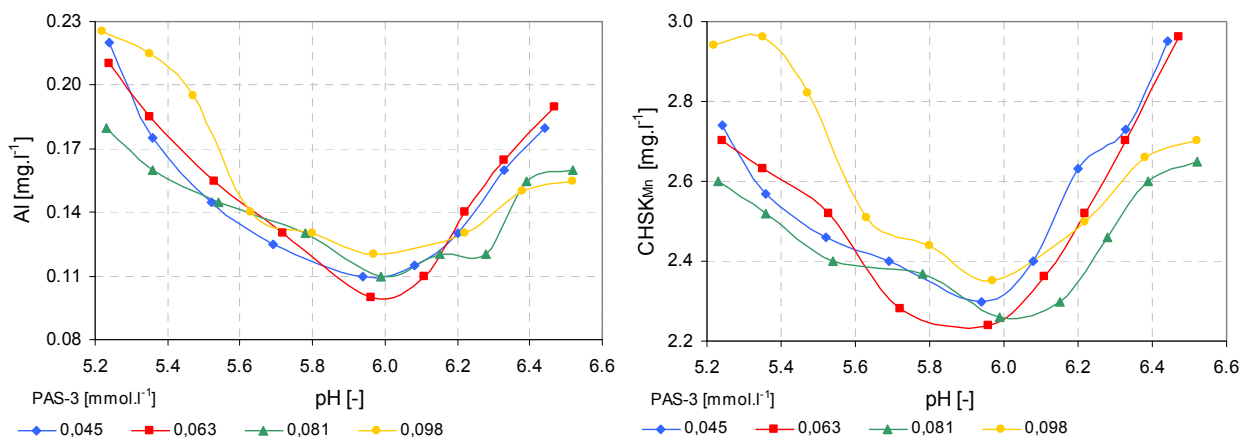 0.23
0.20
0.17
0.14
0.11
0.08
Al [mg.l⁻¹]
5.2 5.4 5.6 5.8 6.0 6.2 6.4 6.6
pH [-]
PAS-3 [mmol.l⁻¹]
0,045 0,063 0,081 0,098
3.0
2.8
2.6
2.4
2.2
CHSKMn [mg.l⁻¹]
5.2 5.4 5.6 5.8 6.0 6.2 6.4 6.6
pH [-]
PAS-3 [mmol.l⁻¹]
0,045 0,063 0,081 0,098